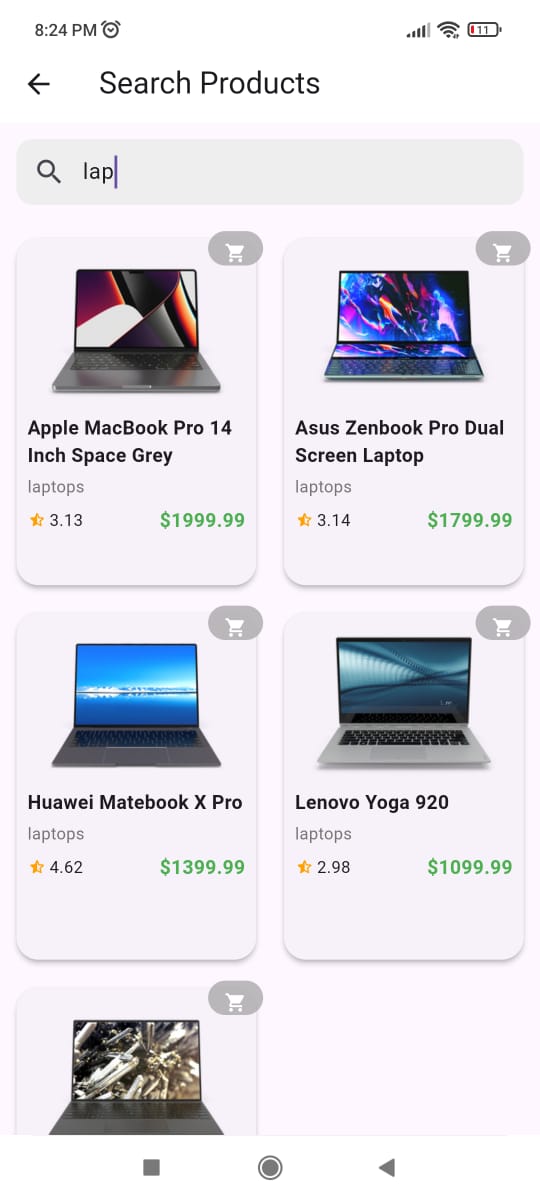 8:24 PM
11
Search Products
lap
Apple MacBook Pro 14
Inch Space Grey
laptops
3.13 $1999.99
Asus Zenbook Pro Dual
Screen Laptop
laptops
3.14 $1799.99
Huawei Matebook X Pro
laptops
4.62 $1399.99
Lenovo Yoga 920
laptops
2.98 $1099.99